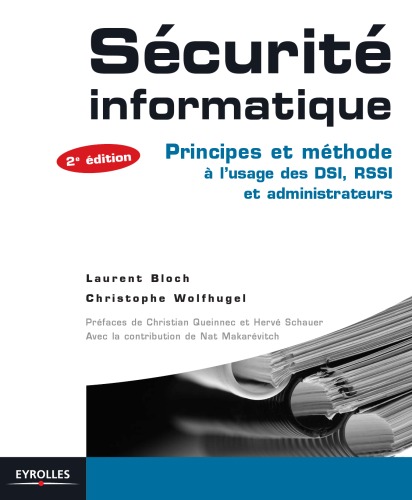 Sécurité
informatique
2e édition
Principes et méthode
à l'usage des DSI, RSSI
et administrateurs
Laurent Bloch
Christophe Wolfhugel
Préfaces de Christian Queinnec et Hervé Schauer
Avec la contribution de Nat Makarévitch
EYROLLES